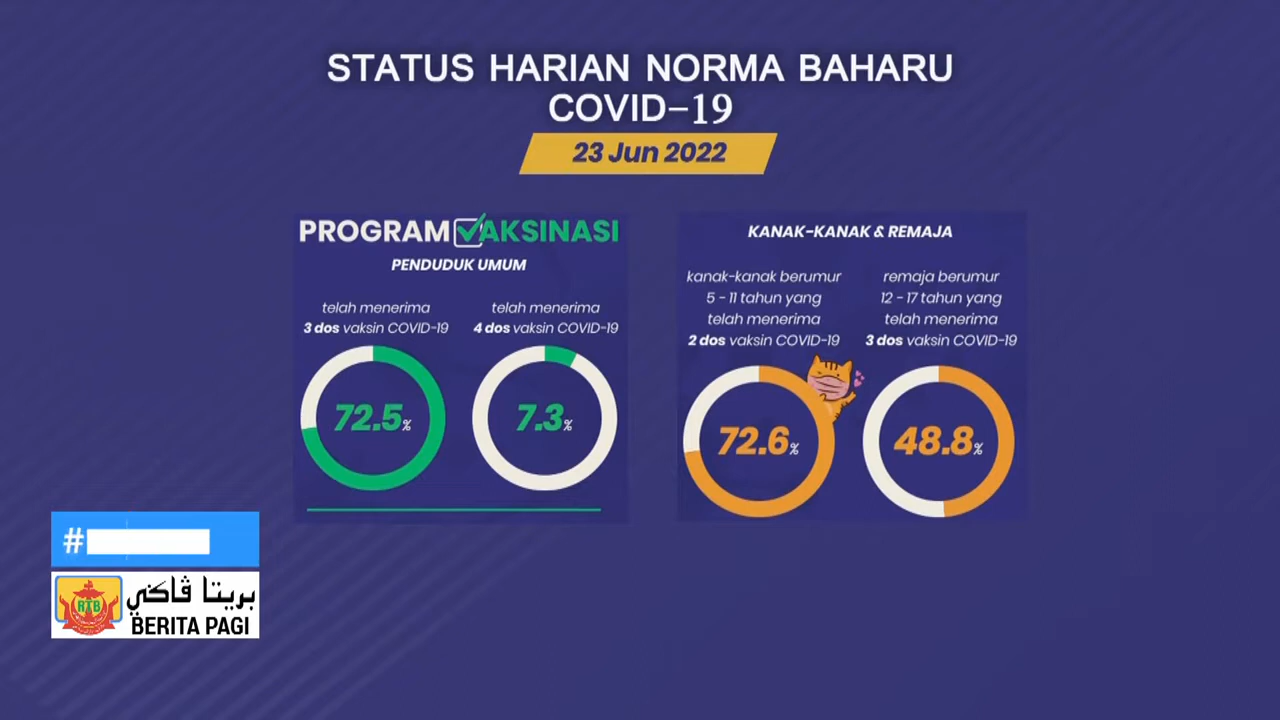 STATUS HARIAN NORMA BAHARU
COVID-19
23 Jun 2022
PROGRAM VAKSINASI
PENDUDUK UMUM
telah menerima
3 dos vaksin COVID-19
72.5%
telah menerima
4 dos vaksin COVID-19
7.3%
KANAK-KANAK & REMAJA
kanak-kanak berumur
5 - 11 tahun yang
telah menerima
2 dos vaksin COVID-19
72.6%
remaja berumur
12 - 17 tahun yang
telah menerima
3 dos vaksin COVID-19
48.8%
#
RTB
بريتا ڤاݢي
BERITA PAGI